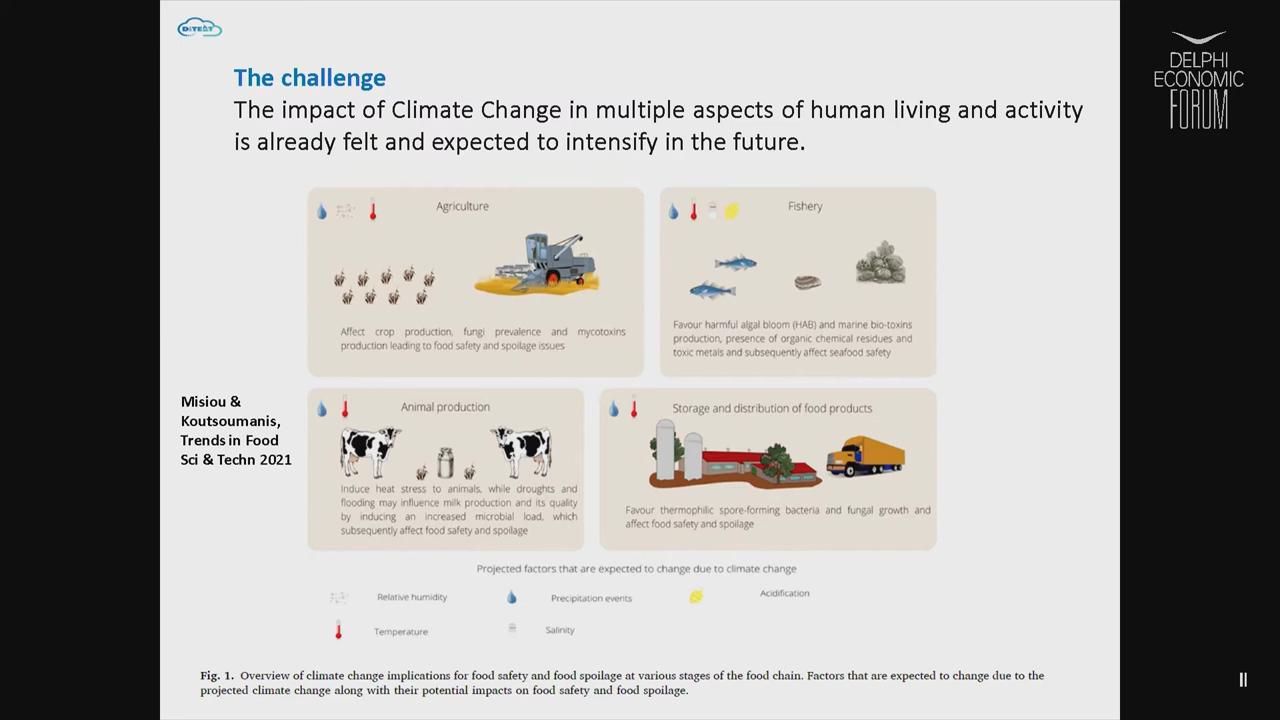 DiTECT
DELPHI
ECONOMIC
FORUM
The challenge
The impact of Climate Change in multiple aspects of human living and activity
is already felt and expected to intensify in the future.
Agriculture
Affect crop production, fungi prevalence and mycotoxins
production leading to food safety and spoilage issues
Fishery
Favour harmful algal bloom (HAB) and marine bio-toxins
production, presence of organic chemical residues and
toxic metals and subsequently affect seafood safety
Misiou &
Koutsoumanis,
Trends in Food
Sci & Techn 2021
Animal production
Induce heat stress to animals, while droughts and
flooding may influence milk production and its quality
by inducing an increased microbial load, which
subsequently affect food safety and spoilage
Storage and distribution of food products
Favour thermophilic spore-forming bacteria and fungal growth and
affect food safety and spoilage
Projected factors that are expected to change due to climate change
Relative humidity
Precipitation events
Acidification
Temperature
Salinity
Fig. 1. Overview of climate change implications for food safety and food spoilage at various stages of the food chain. Factors that are expected to change due to the
projected climate change along with their potential impacts on food safety and food spoilage.